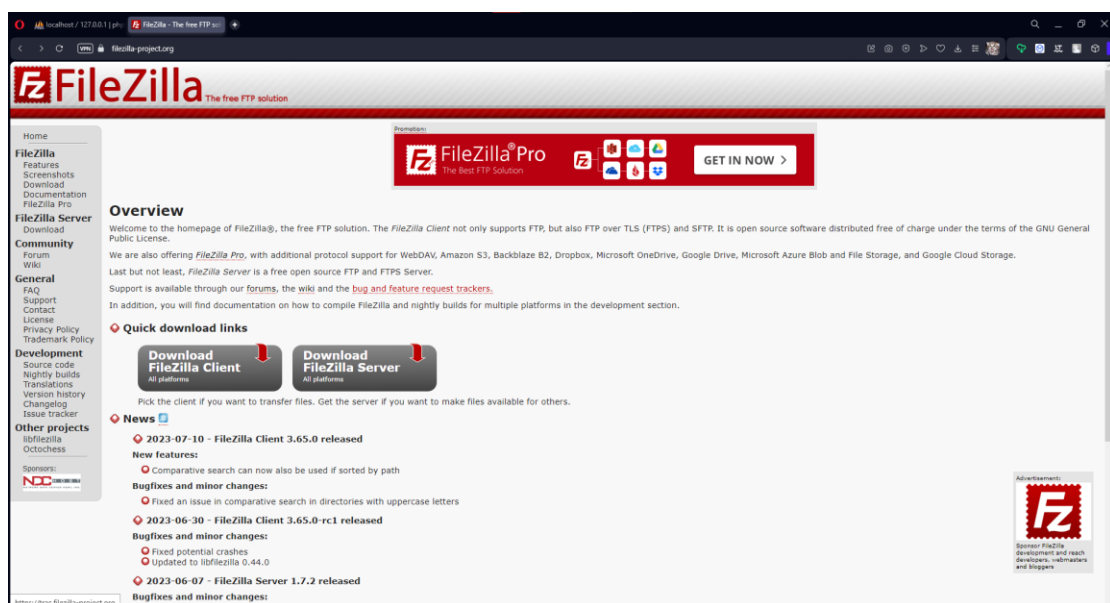 localhost / 127.0.0.1 | ph
FileZilla - The free FTP sol
VPN
filezilla-project.org
FileZilla The free FTP solution
Home
FileZilla
Features
Screenshots
Download
Documentation
FileZilla Pro
FileZilla Server
Download
Community
Forum
Wiki
General
FAQ
Support
Contact
License
Privacy Policy
Trademark Policy
Development
Source code
Nightly builds
Translations
Version history
Changelog
Issue tracker
Other projects
libfilezilla
Octochess
Sponsors:
Promotion:
FileZilla® Pro
The Best FTP Solution
GET IN NOW >
Overview
Welcome to the homepage of FileZilla®, the free FTP solution. The FileZilla Client not only supports FTP, but also FTP over TLS (FTPS) and SFTP. It is open source software distributed free of charge under the terms of the GNU General
Public License.
We are also offering FileZilla Pro, with additional protocol support for WebDAV, Amazon S3, Backblaze B2, Dropbox, Microsoft OneDrive, Google Drive, Microsoft Azure Blob and File Storage, and Google Cloud Storage.
Last but not least, FileZilla Server is a free open source FTP and FTPS Server.
Support is available through our forums, the wiki and the bug and feature request trackers.
In addition, you will find documentation on how to compile FileZilla and nightly builds for multiple platforms in the development section.
Quick download links
Download
FileZilla Client
All platforms
Download
FileZilla Server
All platforms
Pick the client if you want to transfer files. Get the server if you want to make files available for others.
News
2023-07-10 - FileZilla Client 3.65.0 released
New features:
Comparative search can now also be used if sorted by path
Bugfixes and minor changes:
Fixed an issue in comparative search in directories with uppercase letters
2023-06-30 - FileZilla Client 3.65.0-rc1 released
Bugfixes and minor changes:
Fixed potential crashes
Updated to libfilezilla 0.44.0
2023-06-07 - FileZilla Server 1.7.2 released
Bugfixes and minor changes:
Advertisement:
Sponsor FileZilla
development and reach
developers, webmasters
and bloggers
https://trac.filezilla-project.org